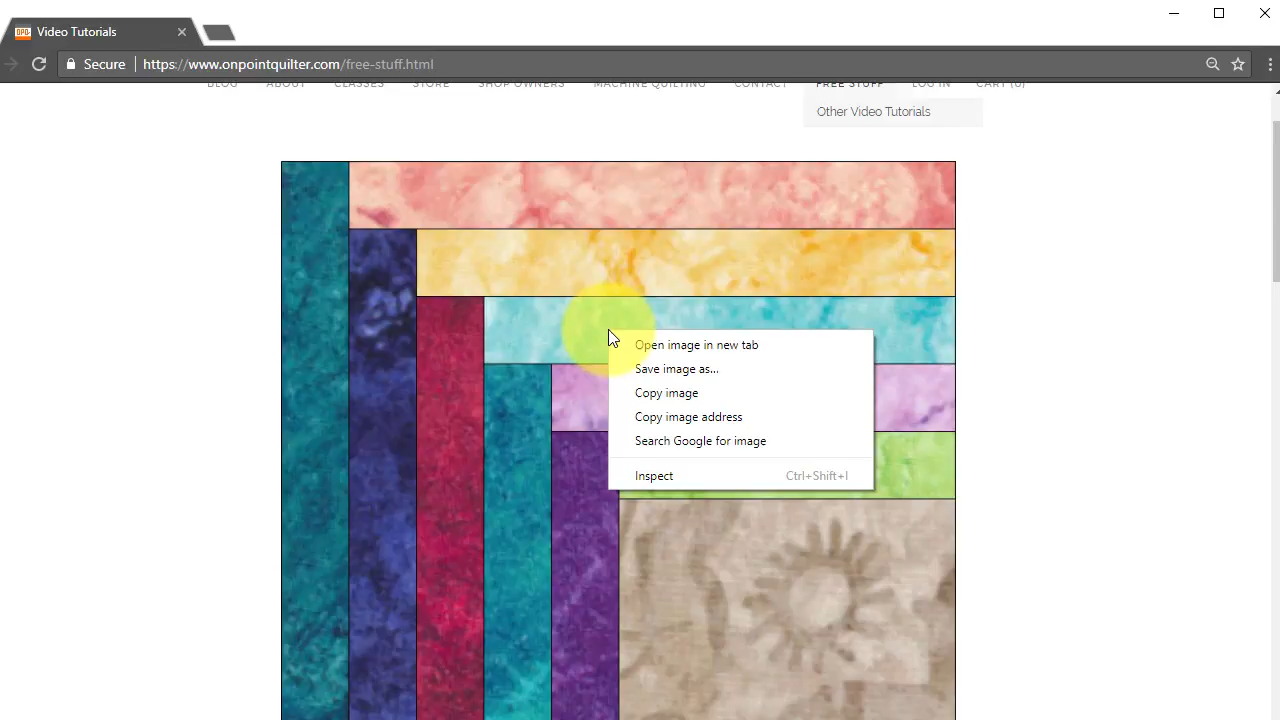 Video Tutorials
Secure https://www.onpointquilter.com/free-stuff.html
BLOG ABOUT CLASSES STORE SHOP OWNERS MACHINE QUILTING CONTACT FREE STUFF LOG IN CART (0)
Other Video Tutorials
Open image in new tab
Save image as...
Copy image
Copy image address
Search Google for image
Inspect Ctrl+Shift+I